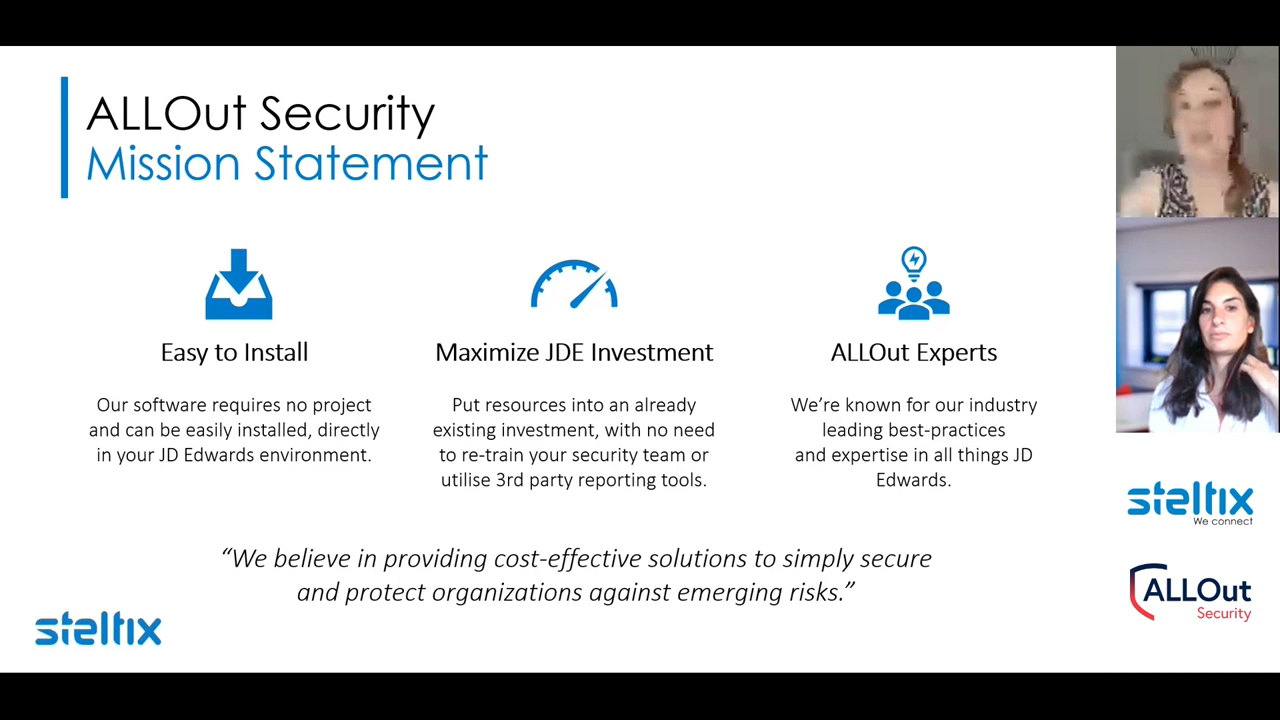 ALLOut Security
Mission Statement
Easy to Install
Our software requires no project
and can be easily installed, directly
in your JD Edwards environment.
Maximize JDE Investment
Put resources into an already
existing investment, with no need
to re-train your security team or
utilise 3rd party reporting tools.
ALLOut Experts
We’re known for our industry
leading best-practices
and expertise in all things JD
Edwards.
“We believe in providing cost-effective solutions to simply secure
and protect organizations against emerging risks.”
steltix
steltix
We connect
ALLOut
Security